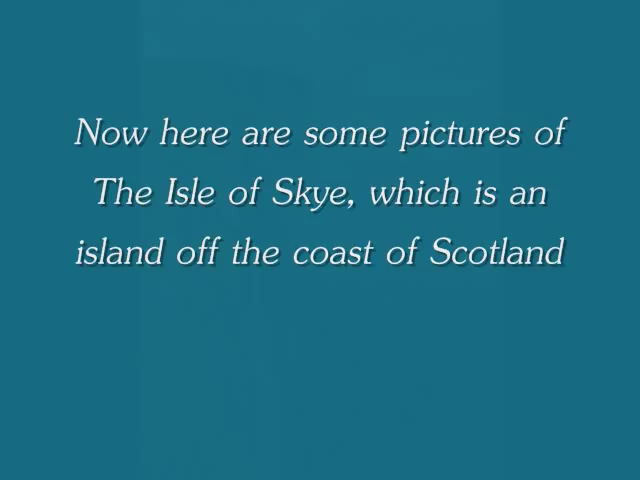 Now here are some pictures of
The Isle of Skye, which is an
island off the coast of Scotland